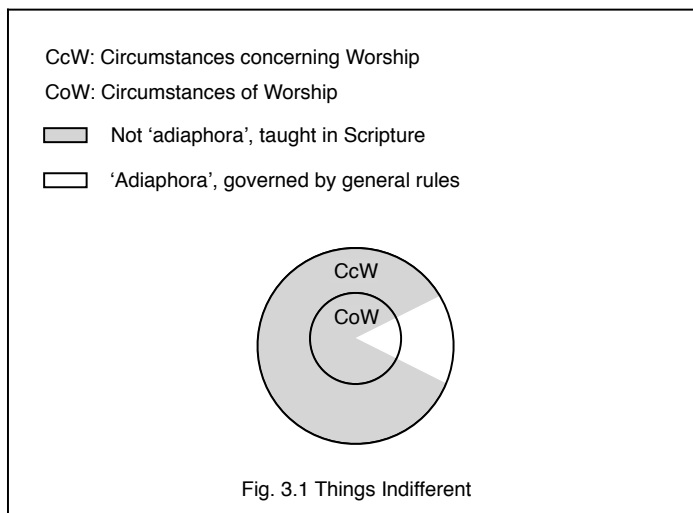 CcW: Circumstances concerning Worship
CoW: Circumstances of Worship
Not ‘adiaphora’, taught in Scripture
‘Adiaphora’, governed by general rules
CcW
CoW
Fig. 3.1 Things Indifferent